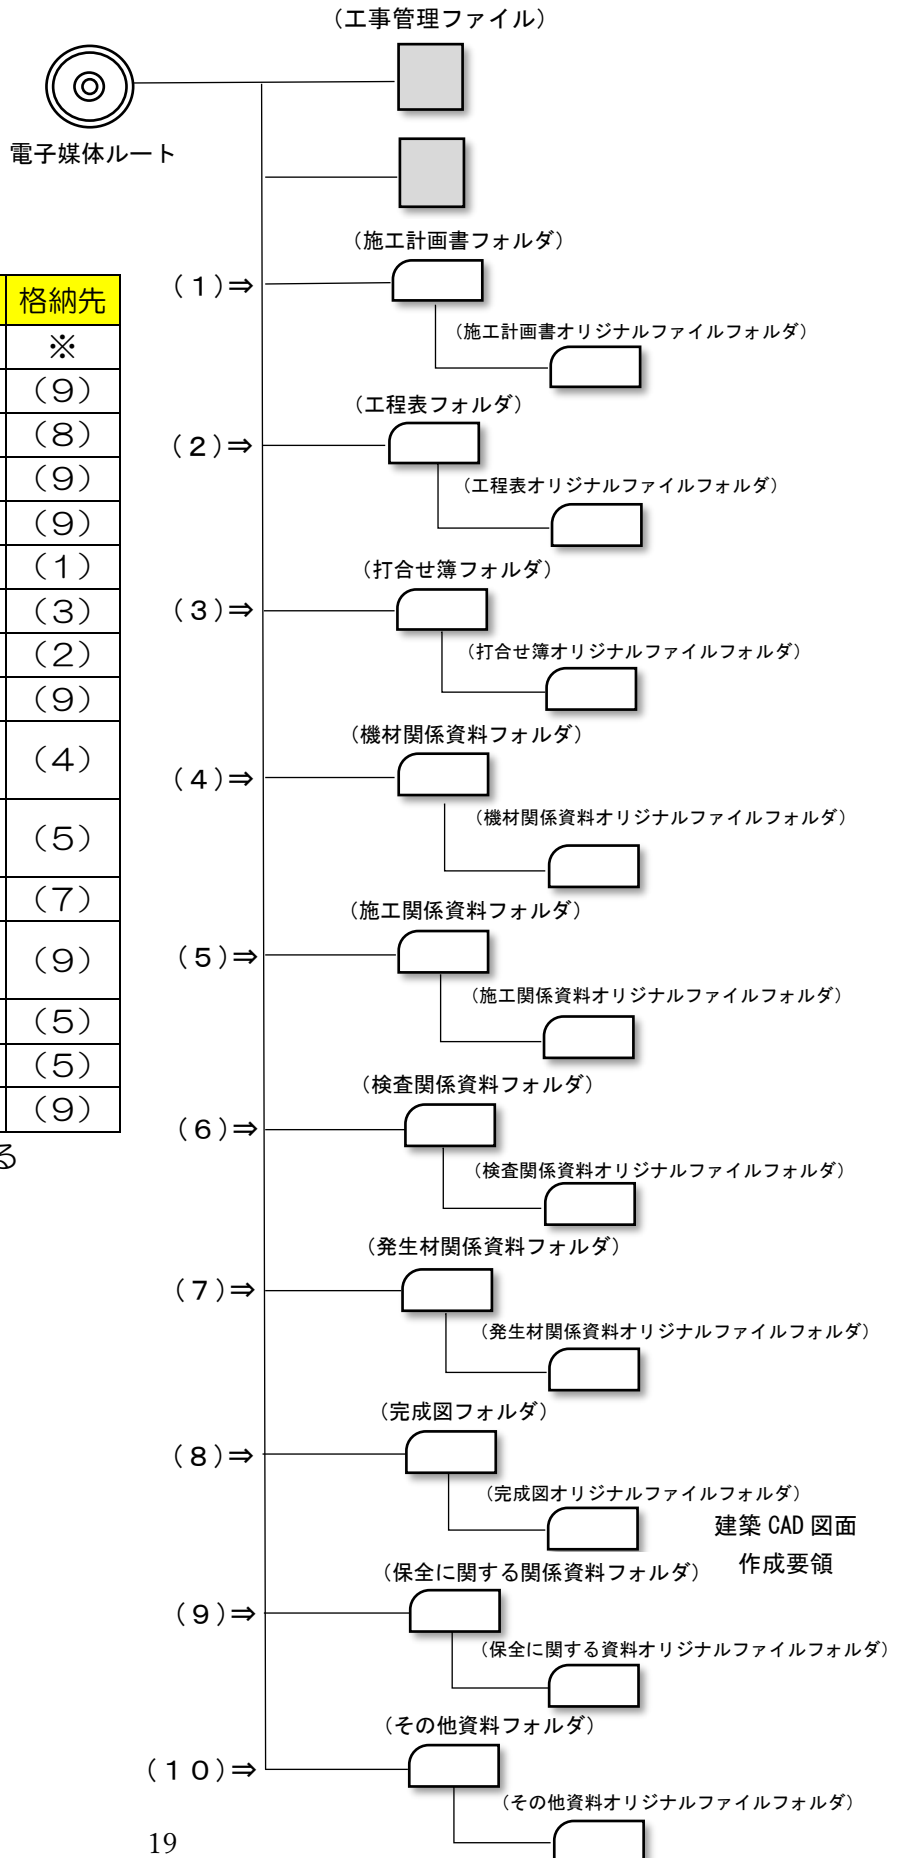 （工事管理ファイル）
電子媒体ルート
格納先
※
（９）
（８）
（９）
（９）
（１）
（３）
（２）
（９）
（４）
（５）
（７）
（９）
（５）
（５）
（９）
る
（施工計画書フォルダ）
（１）⇒
（施工計画書オリジナルファイルフォルダ）
（工程表フォルダ）
（２）⇒
（工程表オリジナルファイルフォルダ）
（打合せ簿フォルダ）
（３）⇒
（打合せ簿オリジナルファイルフォルダ）
（機材関係資料フォルダ）
（４）⇒
（機材関係資料オリジナルファイルフォルダ）
（施工関係資料フォルダ）
（５）⇒
（施工関係資料オリジナルファイルフォルダ）
（検査関係資料フォルダ）
（６）⇒
（検査関係資料オリジナルファイルフォルダ）
（発生材関係資料フォルダ）
（７）⇒
（発生材関係資料オリジナルファイルフォルダ）
（完成図フォルダ）
（８）⇒
（完成図オリジナルファイルフォルダ）
建築 CAD 図面
作成要領
（保全に関する関係資料フォルダ）
（９）⇒
（保全に関する資料オリジナルファイルフォルダ）
（その他資料フォルダ）
（１０）⇒
（その他資料オリジナルファイルフォルダ）
19